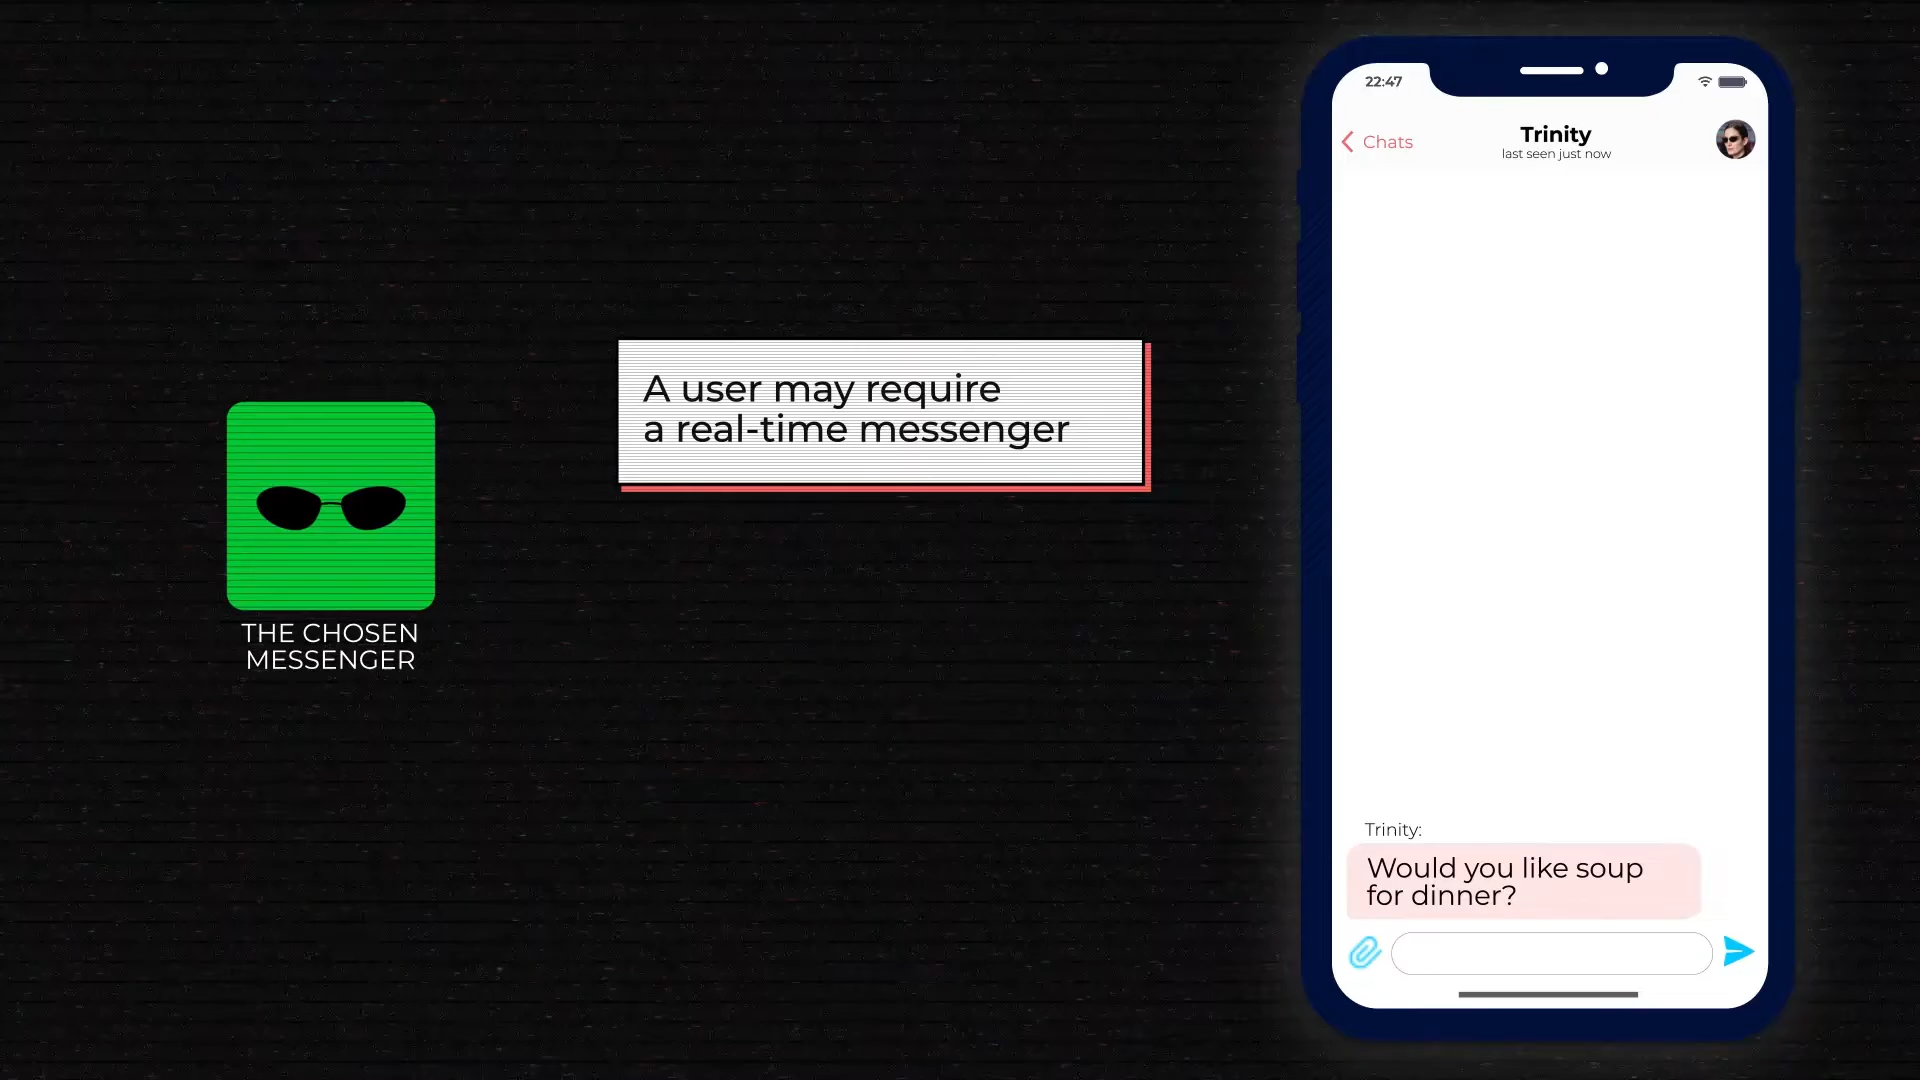 THE CHOSEN
MESSENGER
A user may require
a real-time messenger
22:47
Chats
Trinity
last seen just now
Trinity:
Would you like soup
for dinner?